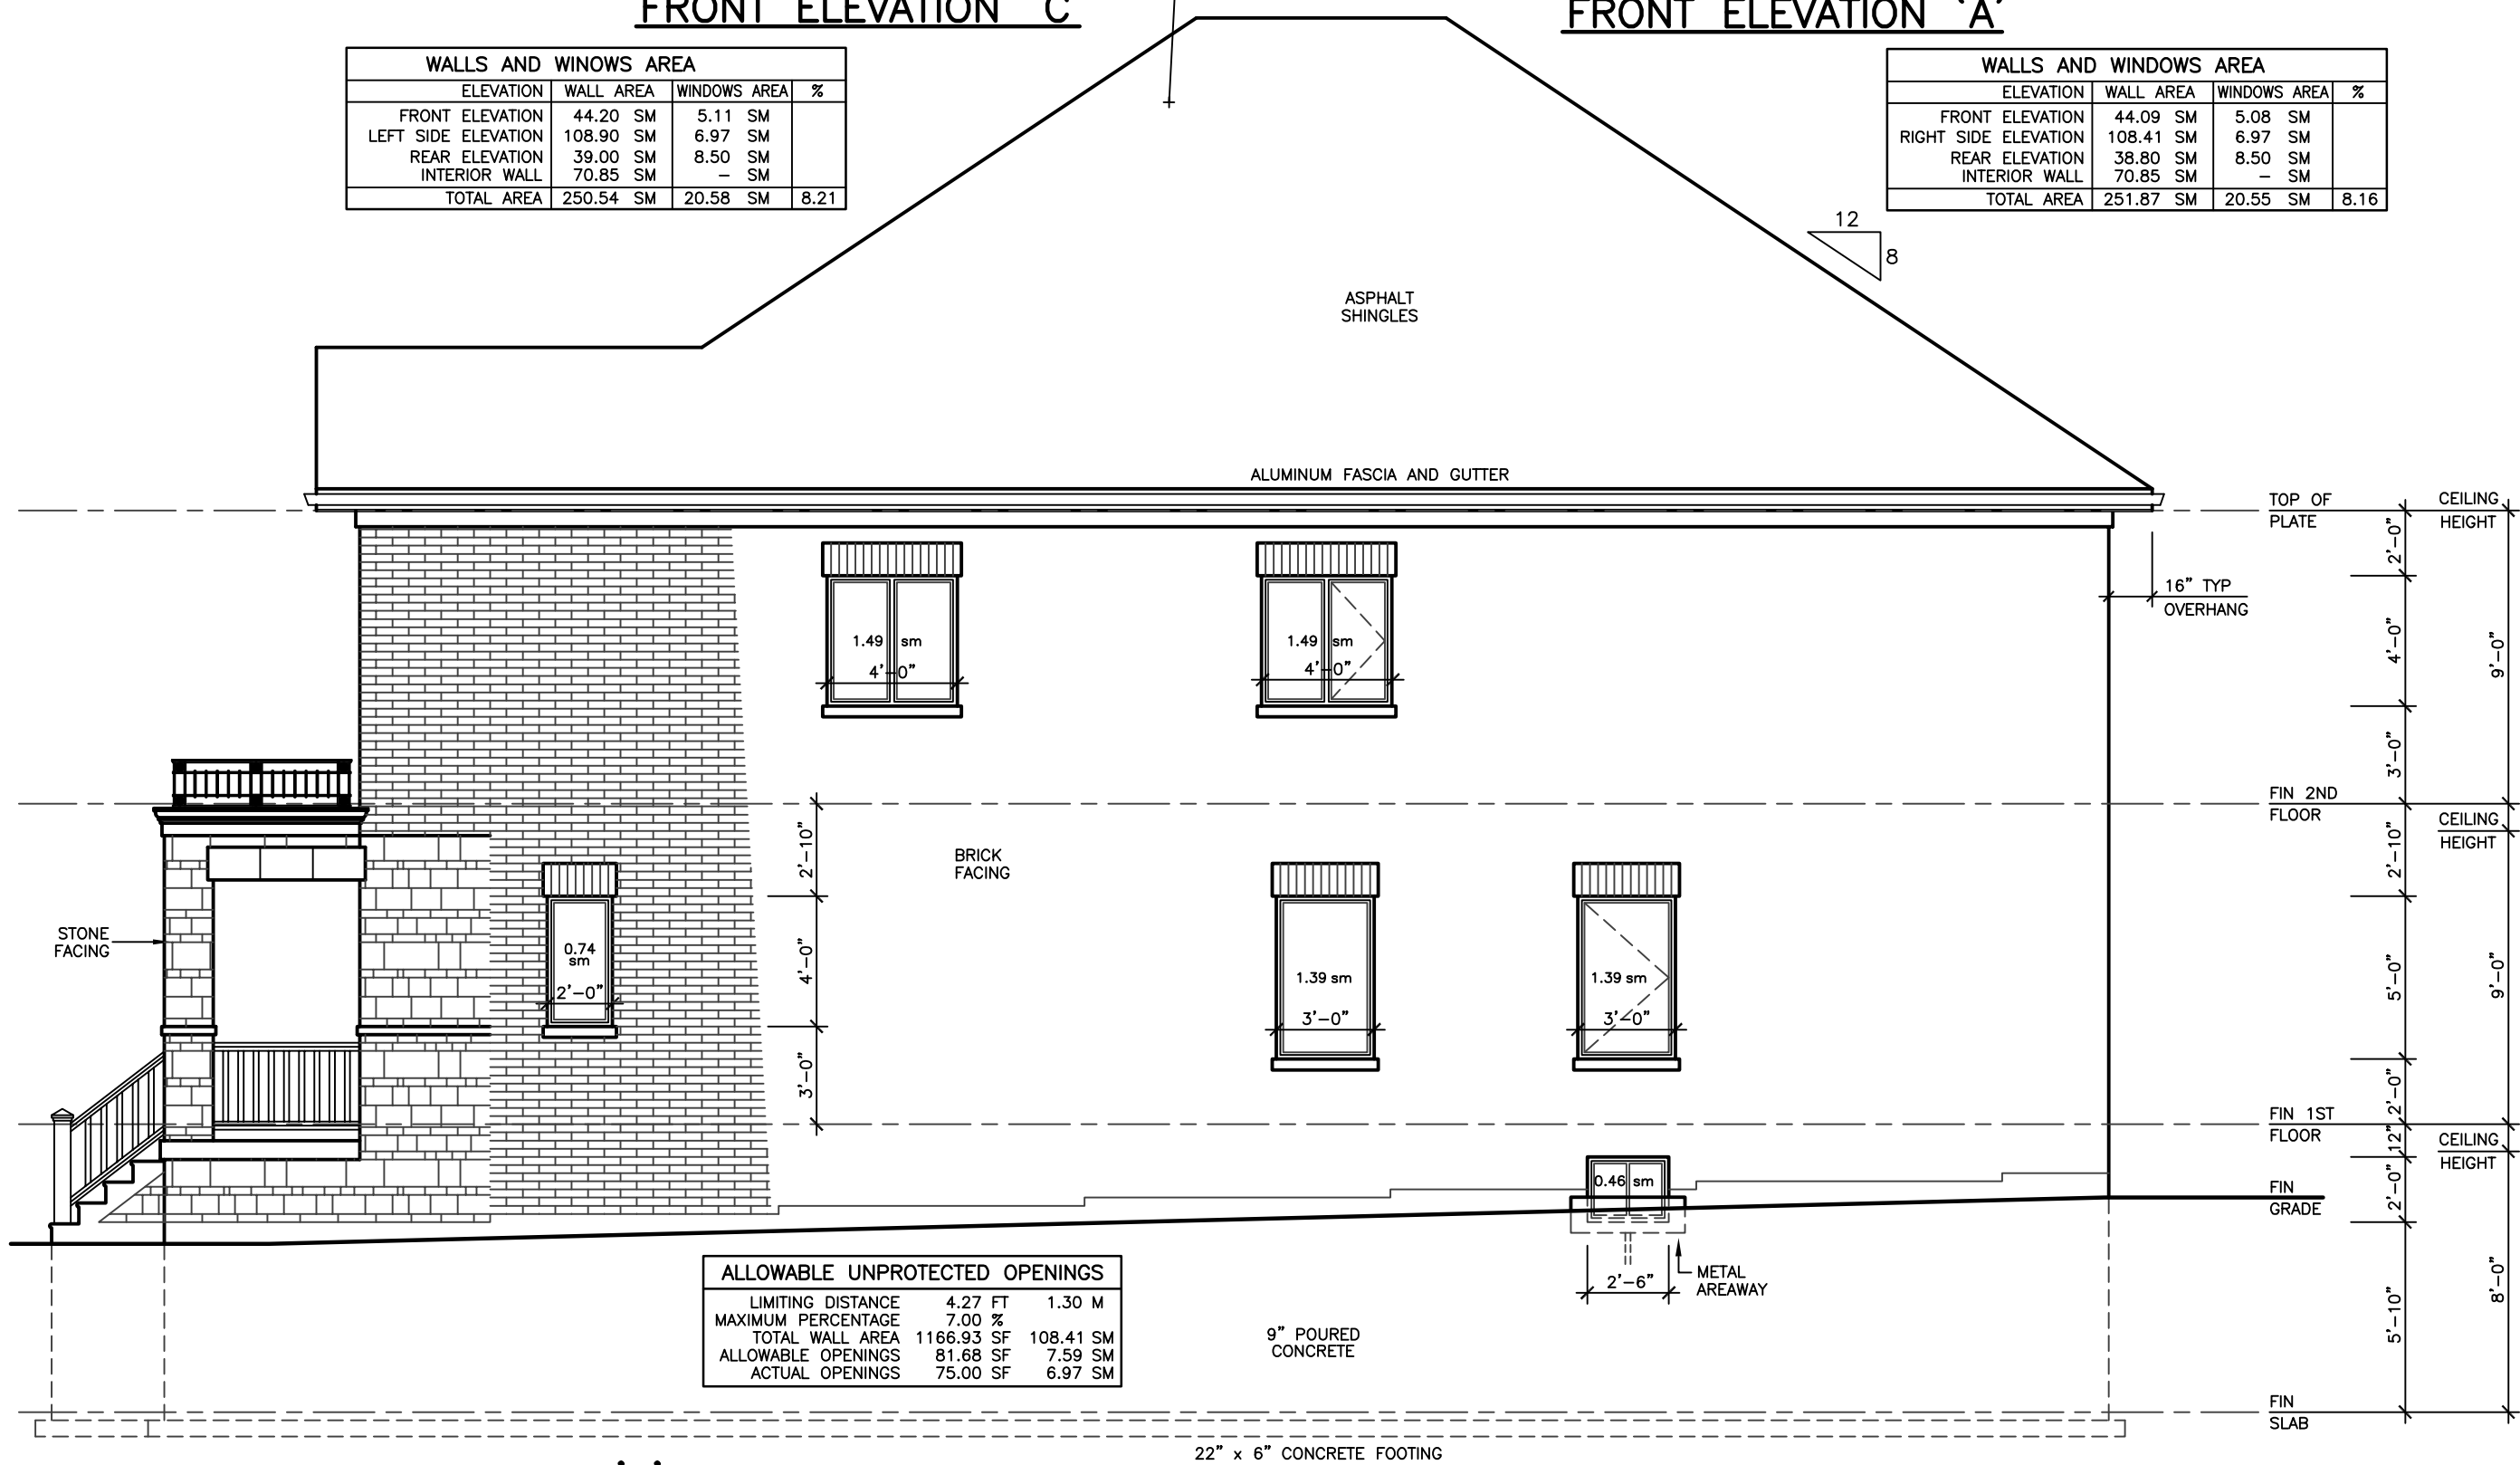 FRONT ELEVATION 'C'
FRONT ELEVATION 'A'
WALLS AND WINOWS AREA
ELEVATION WALL AREA WINDOWS AREA %
FRONT ELEVATION 44.20 SM 5.11 SM
LEFT SIDE ELEVATION 108.90 SM 6.97 SM
REAR ELEVATION 39.00 SM 8.50 SM
INTERIOR WALL 70.85 SM – SM
TOTAL AREA 250.54 SM 20.58 SM 8.21
WALLS AND WINDOWS AREA
ELEVATION WALL AREA WINDOWS AREA %
FRONT ELEVATION 44.09 SM 5.08 SM
RIGHT SIDE ELEVATION 108.41 SM 6.97 SM
REAR ELEVATION 38.80 SM 8.50 SM
INTERIOR WALL 70.85 SM – SM
TOTAL AREA 251.87 SM 20.55 SM 8.16
12
8
ASPHALT
SHINGLES
ALUMINUM FASCIA AND GUTTER
TOP OF
PLATE
CEILING
HEIGHT
2'-0"
16" TYP
OVERHANG
4'-0"
9'-0"
3'-0"
1.49 sm
4'-0"
1.49 sm
4'-0"
FIN 2ND
FLOOR
CEILING
HEIGHT
2'-10"
2'-10"
BRICK
FACING
STONE
FACING
0.74
sm
2'-0"
4'-0"
3'-0"
1.39 sm
3'-0"
1.39 sm
3'-0"
5'-0"
9'-0"
2'-0"
FIN 1ST
FLOOR
12"
CEILING
HEIGHT
0.46 sm
FIN
GRADE
2'-0"
2'-6"
METAL
AREAWAY
5'-10"
8'-0"
ALLOWABLE UNPROTECTED OPENINGS
LIMITING DISTANCE 4.27 FT 1.30 M
MAXIMUM PERCENTAGE 7.00 %
TOTAL WALL AREA 1166.93 SF 108.41 SM
ALLOWABLE OPENINGS 81.68 SF 7.59 SM
ACTUAL OPENINGS 75.00 SF 6.97 SM
9" POURED
CONCRETE
FIN
SLAB
22" x 6" CONCRETE FOOTING